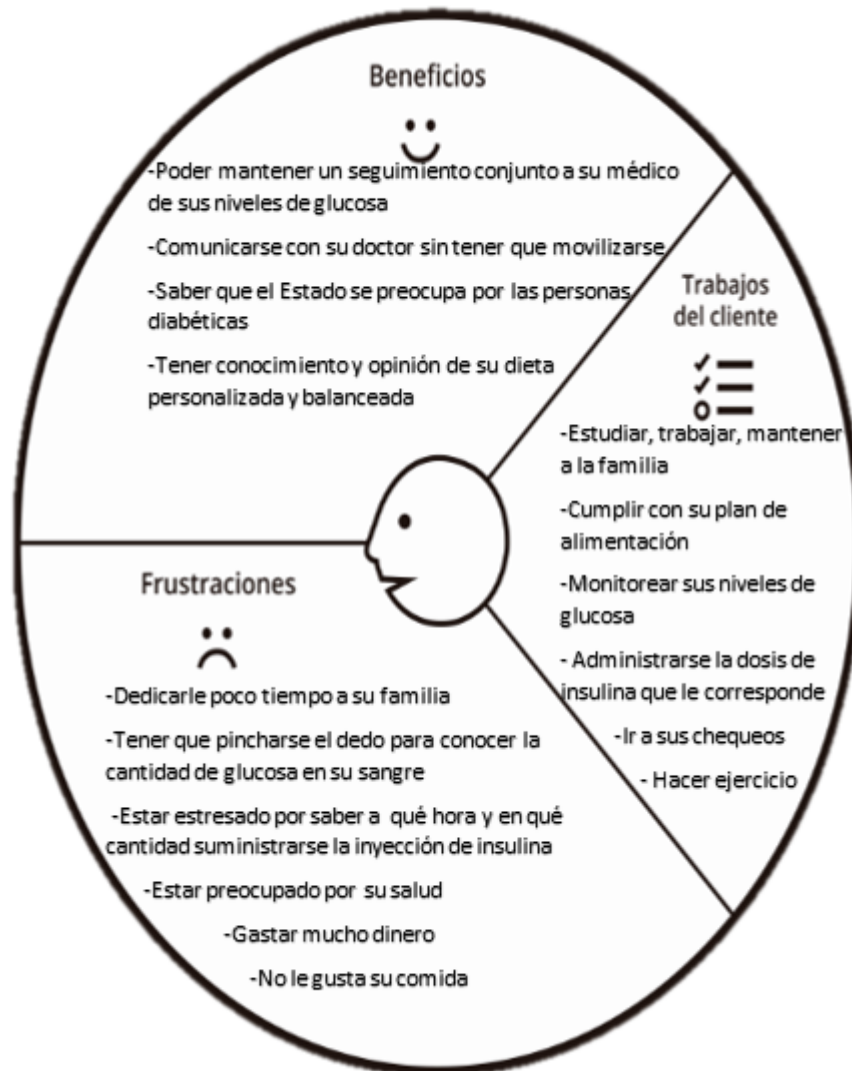 Beneficios
-Poder mantener un seguimiento conjunto a su médico
de sus niveles de glucosa
-Comunicarse con su doctor sin tener que movilizarse
-Saber que el Estado se preocupa por las personas
diabéticas
-Tener conocimiento y opinión de su dieta
personalizada y balanceada
Trabajos
del cliente
-Estudiar, trabajar, mantener
a la familia
-Cumplir con su plan de
alimentación
-Monitorear sus niveles de
glucosa
- Administrarse la dosis de
insulina que le corresponde
-Ir a sus chequeos
- Hacer ejercicio
Frustraciones
-Dedicarle poco tiempo a su familia
-Tener que pincharse el dedo para conocer la
cantidad de glucosa en su sangre
-Estar estresado por saber a qué hora y en qué
cantidad suministrarse la inyección de insulina
-Estar preocupado por su salud
-Gastar mucho dinero
-No le gusta su comida